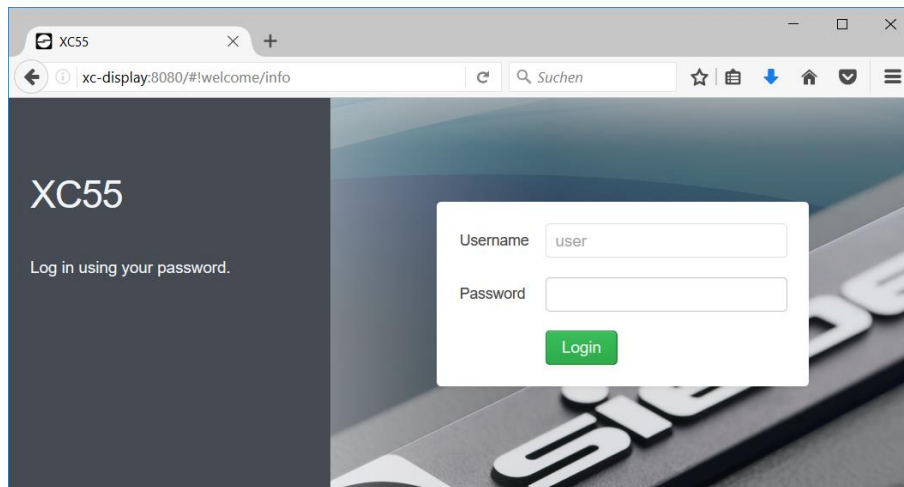 XC55
xc-display:8080/#!welcome/info
Suchen
XC55
Log in using your password.
Username
user
Password
Login